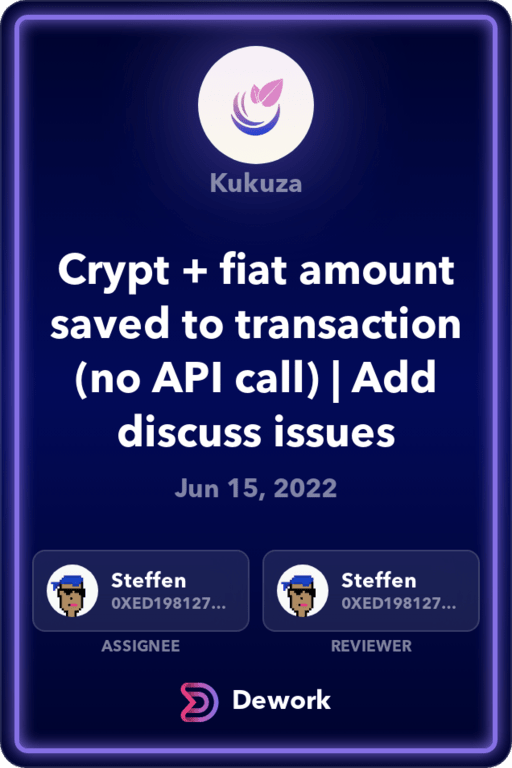 Kukuza
Crypt + fiat amount
saved to transaction
(no API call) | Add
discuss issues
Jun 15, 2022
Steffen
0XED198127...
ASSIGNEE
Steffen
0XED198127...
REVIEWER
Dework